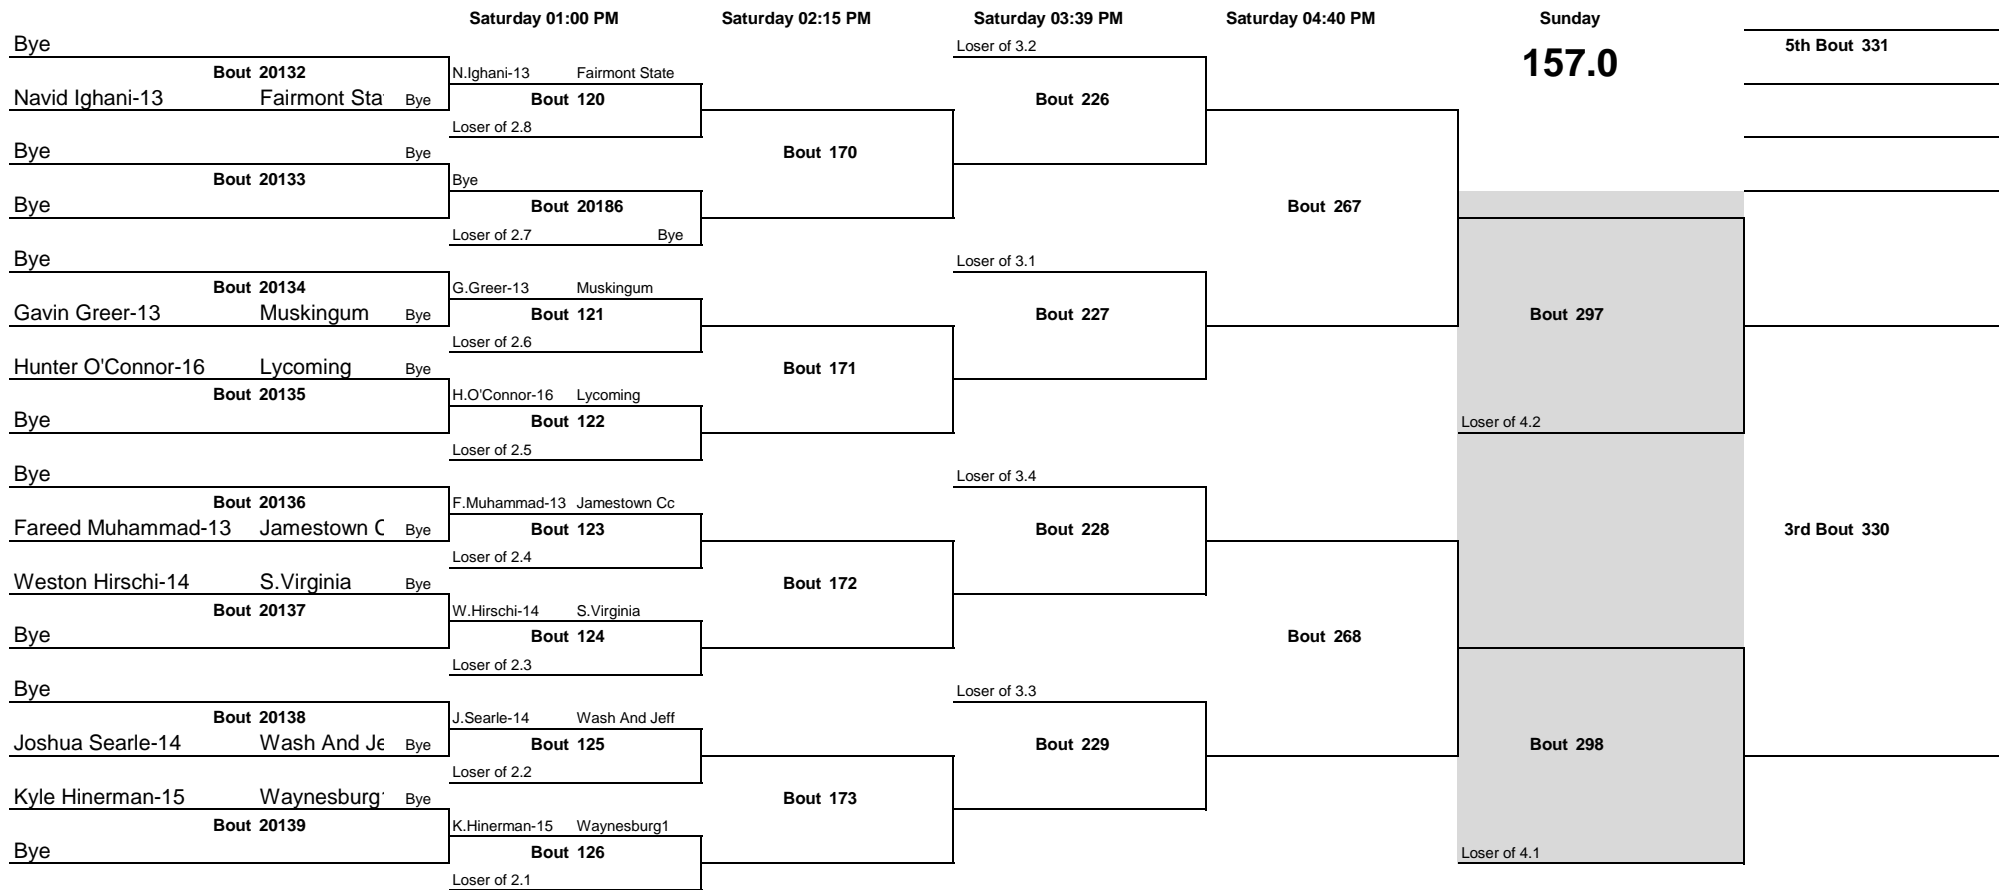 Saturday 01:00 PM Saturday 02:15 PM Saturday 03:39 PM Saturday 04:40 PM Sunday
Bye Loser of 3.2 157.0 5th Bout 331
Bout 20132 N.Ighani-13 Fairmont State
Navid Ighani-13 Fairmont Sta Bye Bout 120 Bout 226
Loser of 2.8
Bye Bye Bout 170
Bout 20133 Bye
Bye Bout 20186 Bout 267
Loser of 2.7 Bye
Bye Loser of 3.1
Bout 20134 G.Greer-13 Muskingum
Gavin Greer-13 Muskingum Bye Bout 121 Bout 227 Bout 297
Loser of 2.6
Hunter O'Connor-16 Lycoming Bye Bout 171
Bout 20135 H.O'Connor-16 Lycoming
Bye Bout 122 Loser of 4.2
Loser of 2.5
Bye Loser of 3.4
Bout 20136 F.Muhammad-13 Jamestown Cc
Fareed Muhammad-13 Jamestown C Bye Bout 123 Bout 228 3rd Bout 330
Loser of 2.4
Weston Hirschi-14 S.Virginia Bye Bout 172
Bout 20137 W.Hirschi-14 S.Virginia
Bye Bout 124 Bout 268
Loser of 2.3
Bye Loser of 3.3
Bout 20138 J.Searle-14 Wash And Jeff
Joshua Searle-14 Wash And Je Bye Bout 125 Bout 229 Bout 298
Loser of 2.2
Kyle Hinerman-15 Waynesburg1 Bye Bout 173
Bout 20139 K.Hinerman-15 Waynesburg1
Bye Bout 126 Loser of 4.1
Loser of 2.1